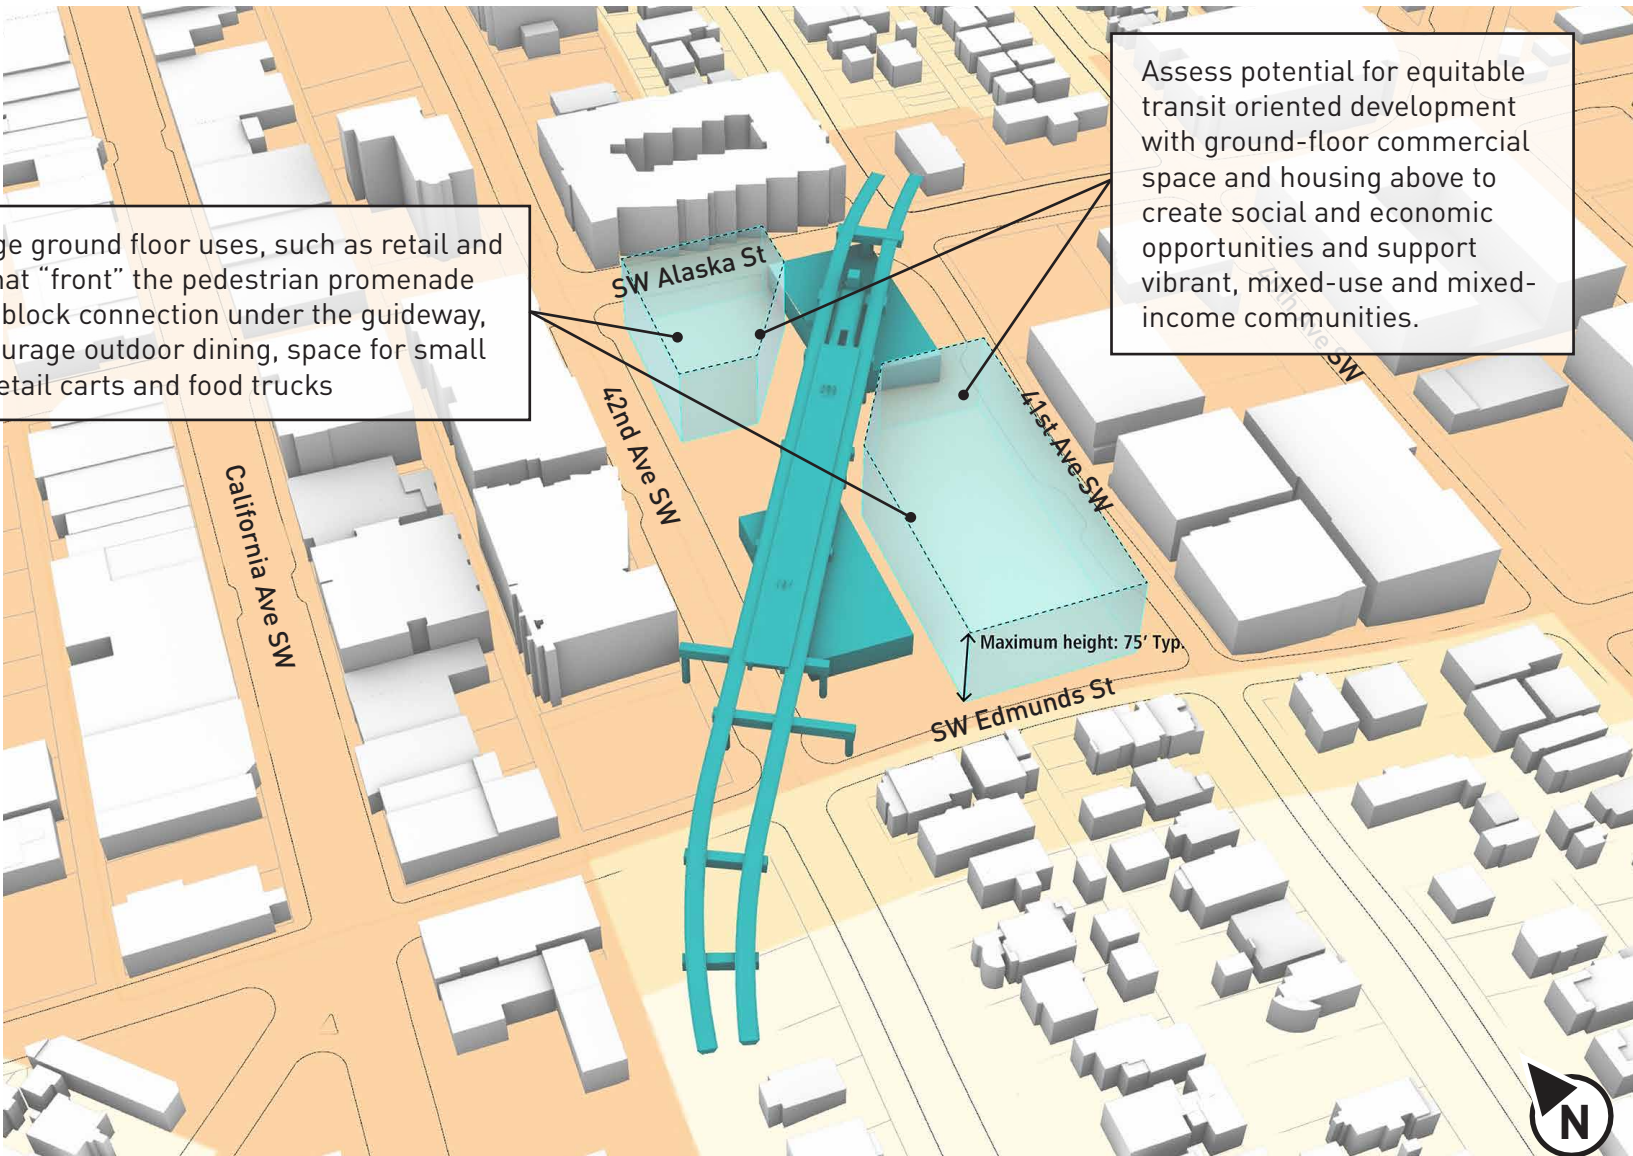 Assess potential for equitable
transit oriented development
with ground-floor commercial
space and housing above to
create social and economic
opportunities and support
vibrant, mixed-use and mixed-
income communities.
ge ground floor uses, such as retail and
hat “front” the pedestrian promenade
block connection under the guideway,
urage outdoor dining, space for small
etail carts and food trucks
SW Alaska St
42nd Ave SW
41st Ave SW
Ave SW
California Ave SW
Maximum height: 75’ Typ.
SW Edmunds St
N